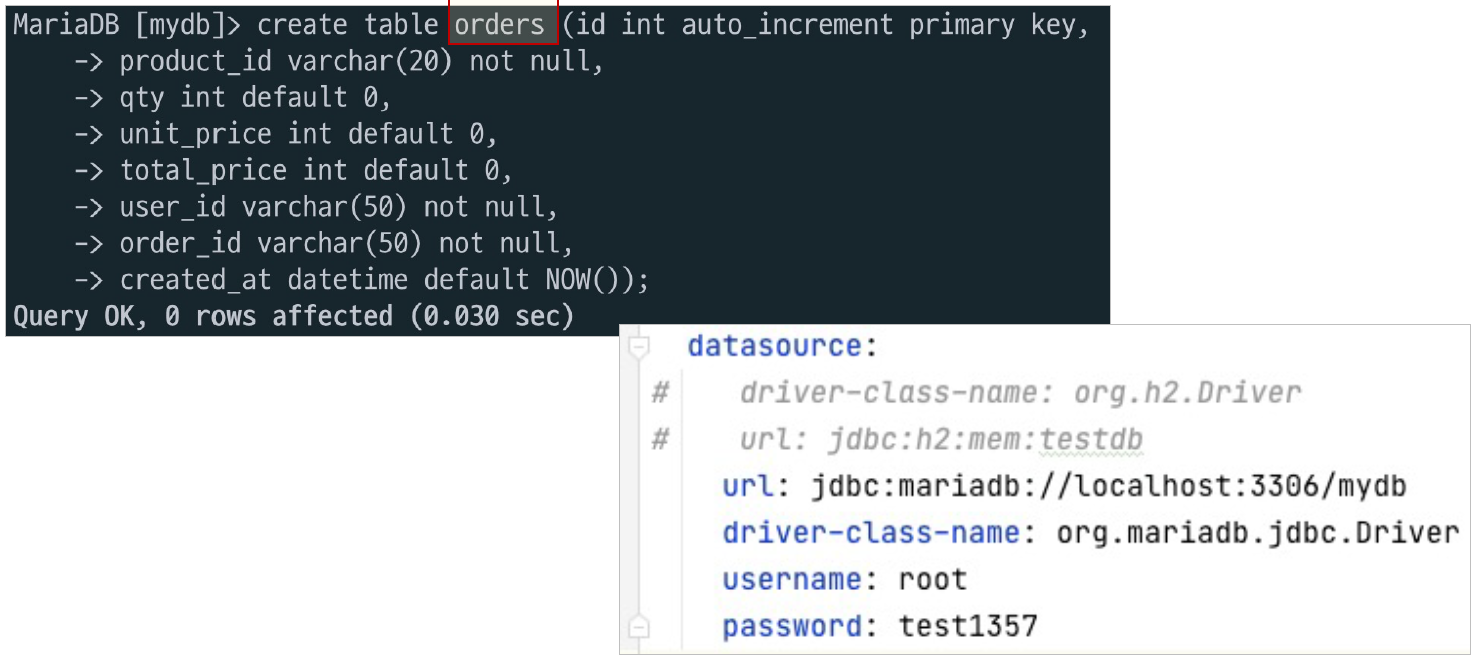 MariaDB [mydb]> create table orders (id int auto_increment primary key,
-> product_id varchar(20) not null,
-> qty int default 0,
-> unit_price int default 0,
-> total_price int default 0,
-> user_id varchar(50) not null,
-> order_id varchar(50) not null,
-> created_at datetime default NOW());
Query OK, 0 rows affected (0.030 sec)
datasource:
# driver-class-name: org.h2.Driver
# url: jdbc:h2:mem:testdb
url: jdbc:mariadb://localhost:3306/mydb
driver-class-name: org.mariadb.jdbc.Driver
username: root
password: test1357